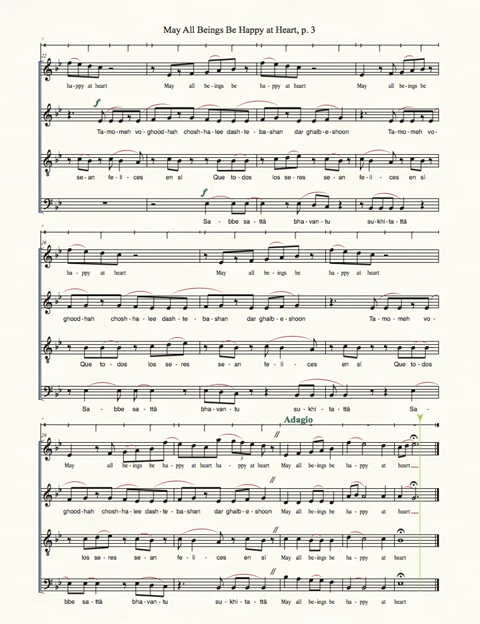 May All Beings Be Happy at Heart, p. 3
22
ha-ppy at heart May all be-ings be ha-ppy at heart May all be-ings be
f
Ta-mo-meh vo-ghood-hah chosh-ha-lee dash-te-ba-shan dar ghalb-e-shoon Ta-mo-meh vo-
se-an fe-li-ces en sí Que to-dos los se-res se-an fe-li-ces en sí
f
Sa-bbe sa-ttā bha-van-tu su-khi-ta-ttā
26
ha-ppy at heart May all be-ings be ha-ppy at heart
ghood-hah chosh-ha-lee dash-te-ba-shan dar ghalb-e-shoon Ta-mo-meh vo-
Que to-dos los se-res se-an fe-li-ces en sí Que to-dos
Sa-bbe sa-ttā bha-van-tu su-khi-ta-ttā Sa-
Adagio
29
May all be-ings be ha-ppy at heart ha-ppy at heart May all be-ings be ha-ppy at heart
3
ghood-hah chosh-ha-lee dash-te-ba-shan dar ghalb-e-shoon May all be-ings be ha-ppy at heart
los se-res se-an fe-li-ces en sí May all be-ings be ha-ppy at heart
bbe sa-ttā bha-van-tu su-khi-ta-ttā May all be-ings be ha-ppy at heart